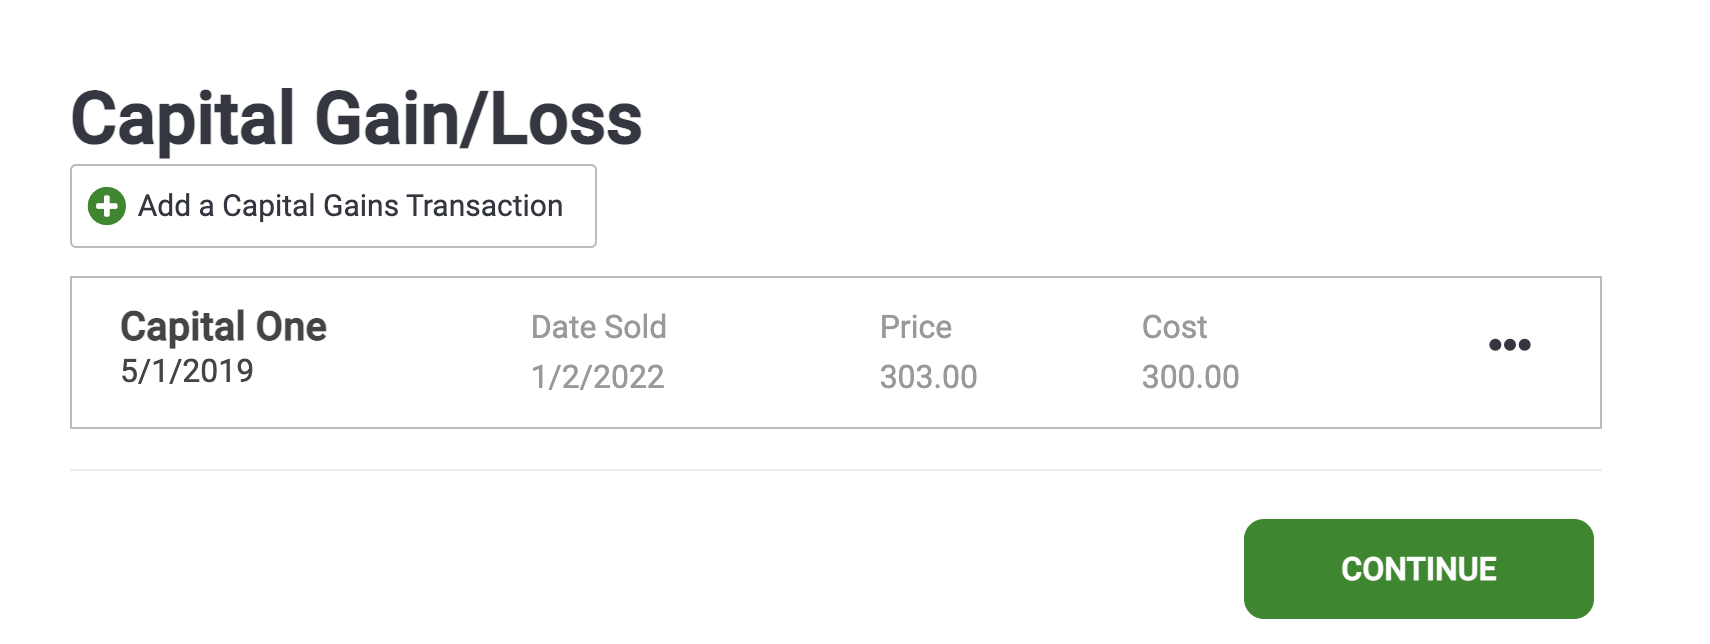 Capital Gain/Loss
Add a Capital Gains Transaction
Capital One
5/1/2019
Date Sold
1/2/2022
Price
303.00
Cost
300.00
CONTINUE